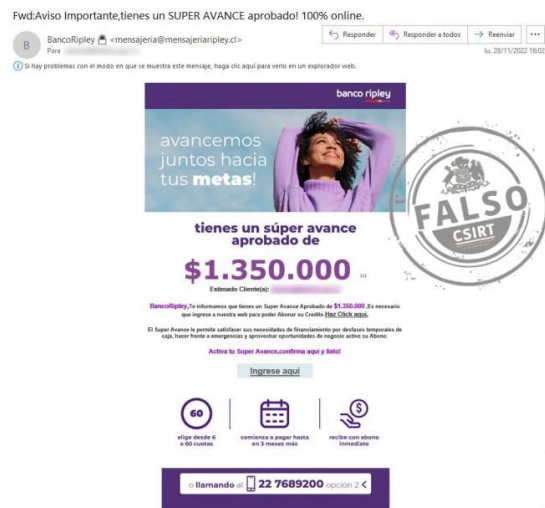 Fwd:Aviso Importante,tienes un SUPER AVANCE aprobado! 100% online.
B
BancoRipley <mensajeria@mensajeriaripley.cl>
Para
Responder
Responder a todos
Reenviar
lu. 28/11/2022 16:02
Si hay problemas con el modo en que se muestra este mensaje, haga clic aquí para verlo en un explorador web.
banco ripley
avancemos
juntos hacia
tus metas!
FALSO
CSIRT
tienes un súper avance
aprobado de
$1.350.000
Estimado Cliente(a):
BancoRipley,Te informamos que tienes un Super Avance Aprobado de $1.350.000 .Es necesario
que ingrese a nuestra web para poder Abonar su Credito.Haz Click aqui.
El Super Avance le permite satisfacer sus necesidades de financiamiento por desfases temporales de
caja, hacer frente a emergencias y aprovechar oportunidades de negocio active su Abono.
Activa tu Super Avance,confirma aqui y listo!
Ingrese aqui
60
elige desde 6
a 60 cuotas
comienza a pagar hasta
en 3 meses más
recibe con abono
inmediato
o llamando al 22 7689200 opción 2